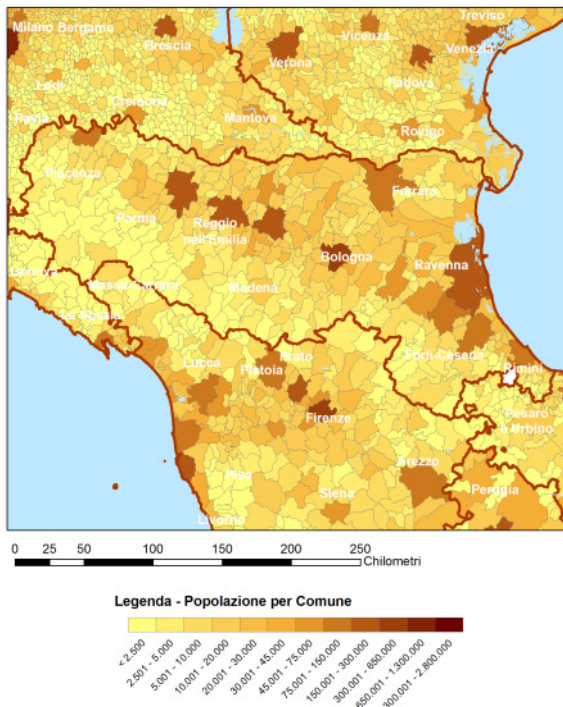 Milano Bergamo
Brescia
Vicenza
Treviso
Verona
Venezia
Lodi
Padova
Cremona
Pavia
Mantova
Rovigo
Piacenza
Ferrara
Parma
Reggio
nell'Emilia
Bologna
Ravenna
Genova
Massa-Carrara
Modena
La Spezia
Lucca
Prato
Pistoia
Forlì-Cesena
Rimini
Firenze
Pesaro
e Urbino
Arezzo
Pisa
Siena
Perugia
Livorno
0 25 50 100 150 200 250
Chilometri
Legenda - Popolazione per Comune
<2.500
2.501 - 5.000
5.001 - 10.000
10.001 - 20.000
20.001 - 30.000
30.001 - 45.000
45.001 - 75.000
75.001 - 150.000
150.001 - 300.000
300.001 - 650.000
650.001 - 1.300.000
300.001 - 2.800.000